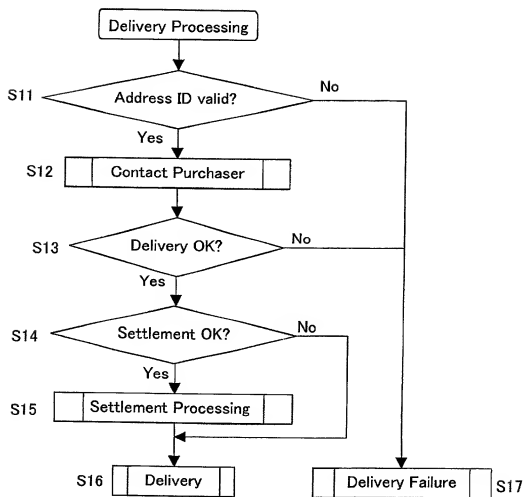 Delivery Processing
S11
Address ID valid?
No
Yes
S12
Contact Purchaser
S13
Delivery OK?
No
Yes
S14
Settlement OK?
No
Yes
S15
Settlement Processing
S16
Delivery
Delivery Failure
S17